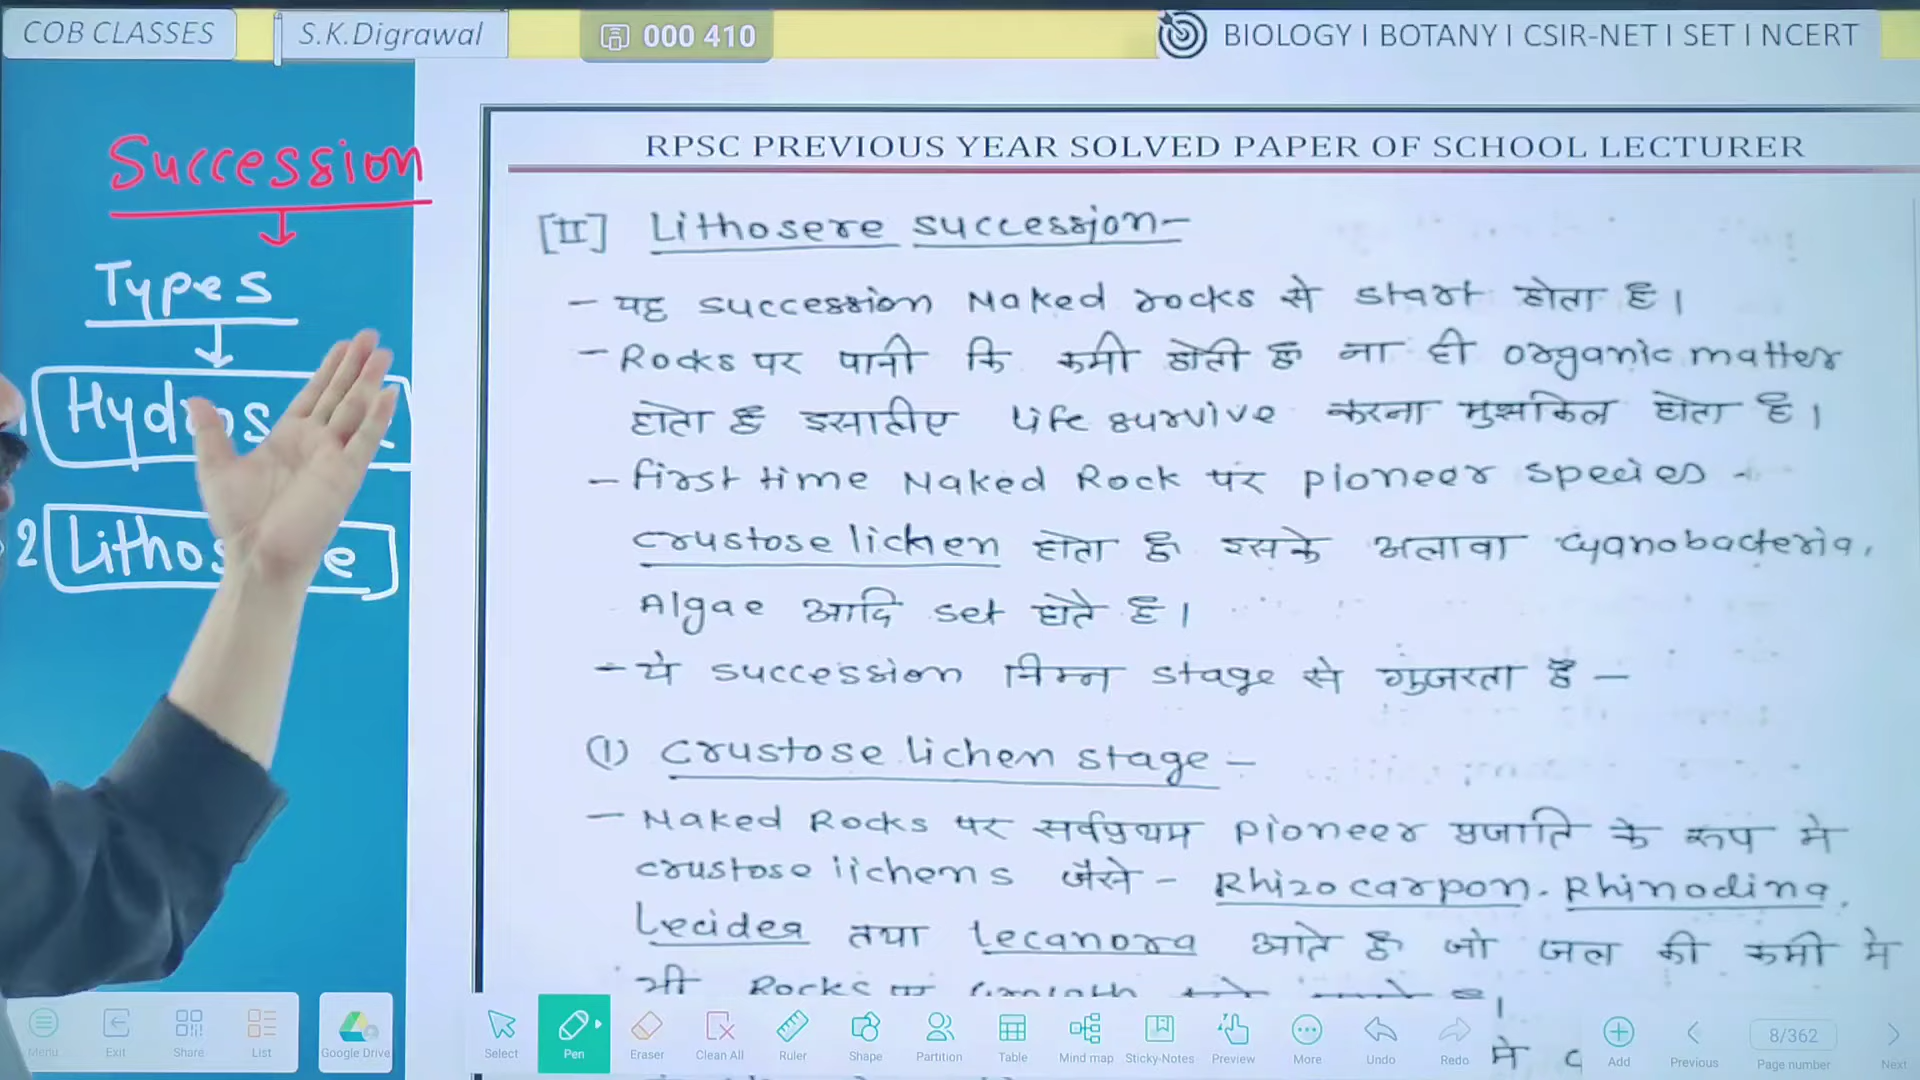 COB CLASSES
S.K.Digrawal
000 410
BIOLOGY I BOTANY I CSIR-NET I SET I NCERT
Succession
Types
2 Lithos e
RPSC PREVIOUS YEAR SOLVED PAPER OF SCHOOL LECTURER
[II] Lithosere succession-
- यह succession Naked rocks से start होता है।
- Rocks पर पानी कि कमी होती है ना ही organic matter
होता है इसलिए life survive करना मुश्किल होता है।
- first time Naked Rock पर pioneer species -
crustose lichen होता है इसके अलावा cyanobacteria,
Algae आदि set होते है।
- ये succession निम्न stage से गुजरता है -
(1) crustose lichen stage -
- Naked Rocks पर सर्वप्रथम pioneer प्रजाति के रूप मे
crustose lichens जैसे - Rhizocarpon. Rhinodina,
Lecidea तथा Lecanora आते है जो जल की कमी मे
भी Rocks पर Growth
मे
Menu
Exit
Share
List
Google Drive
Select
Pen
Eraser
Clean All
Ruler
Shape
Partition
Table
Mind map
Sticky-Notes
Preview
More
Undo
Redo
Add
Previous
8/362
Page number
Next